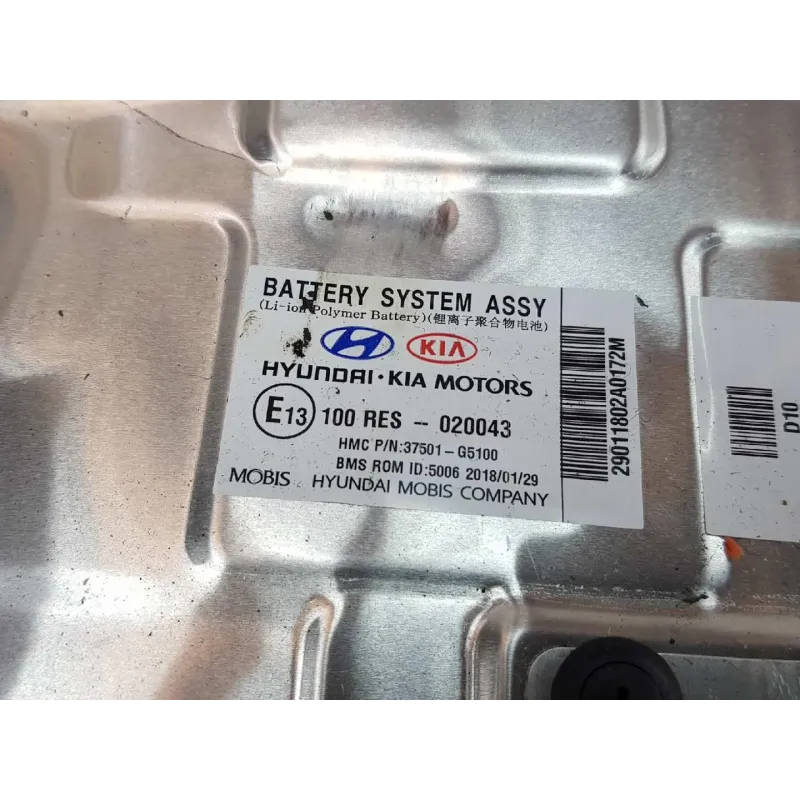 BATTERY SYSTEM ASSY
(Li-ion Polymer Battery)(锂离子聚合物电池)
HYUNDAI KIA
HYUNDAI·KIA MOTORS
E13 100 RES -- 020043
HMC P/N:37501-G5100
BMS ROM ID:5006 2018/01/29
MOBIS HYUNDAI MOBIS COMPANY
29011802A0172M
D10